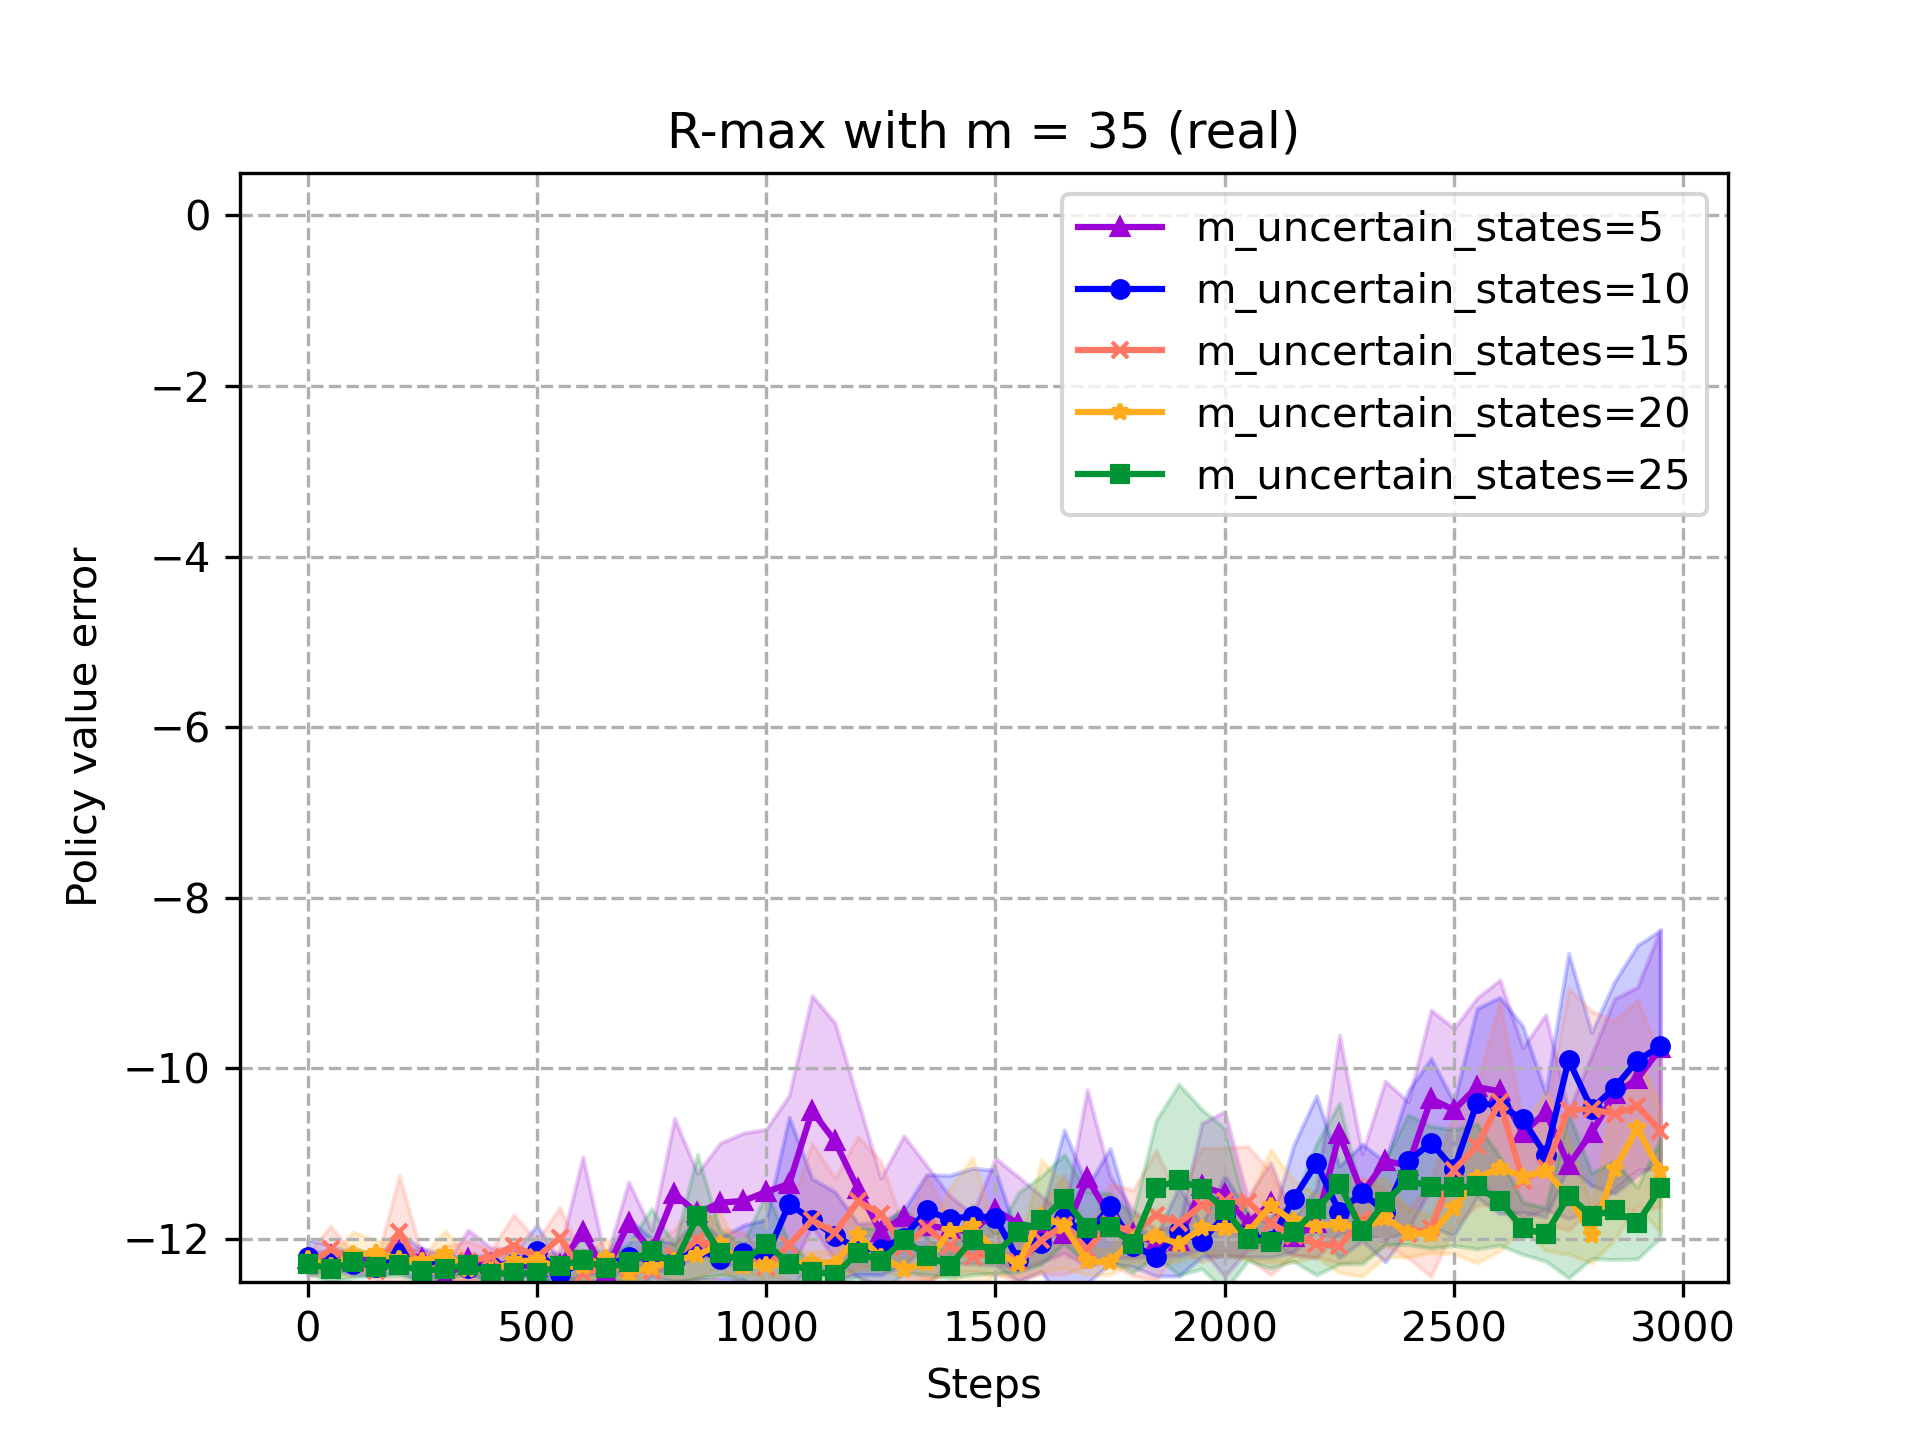 R-max with m = 35 (real)
m_uncertain_states=5
m_uncertain_states=10
m_uncertain_states=15
m_uncertain_states=20
m_uncertain_states=25
Policy value error
0
−2
−4
−6
−8
−10
−12
0 500 1000 1500 2000 2500 3000
Steps